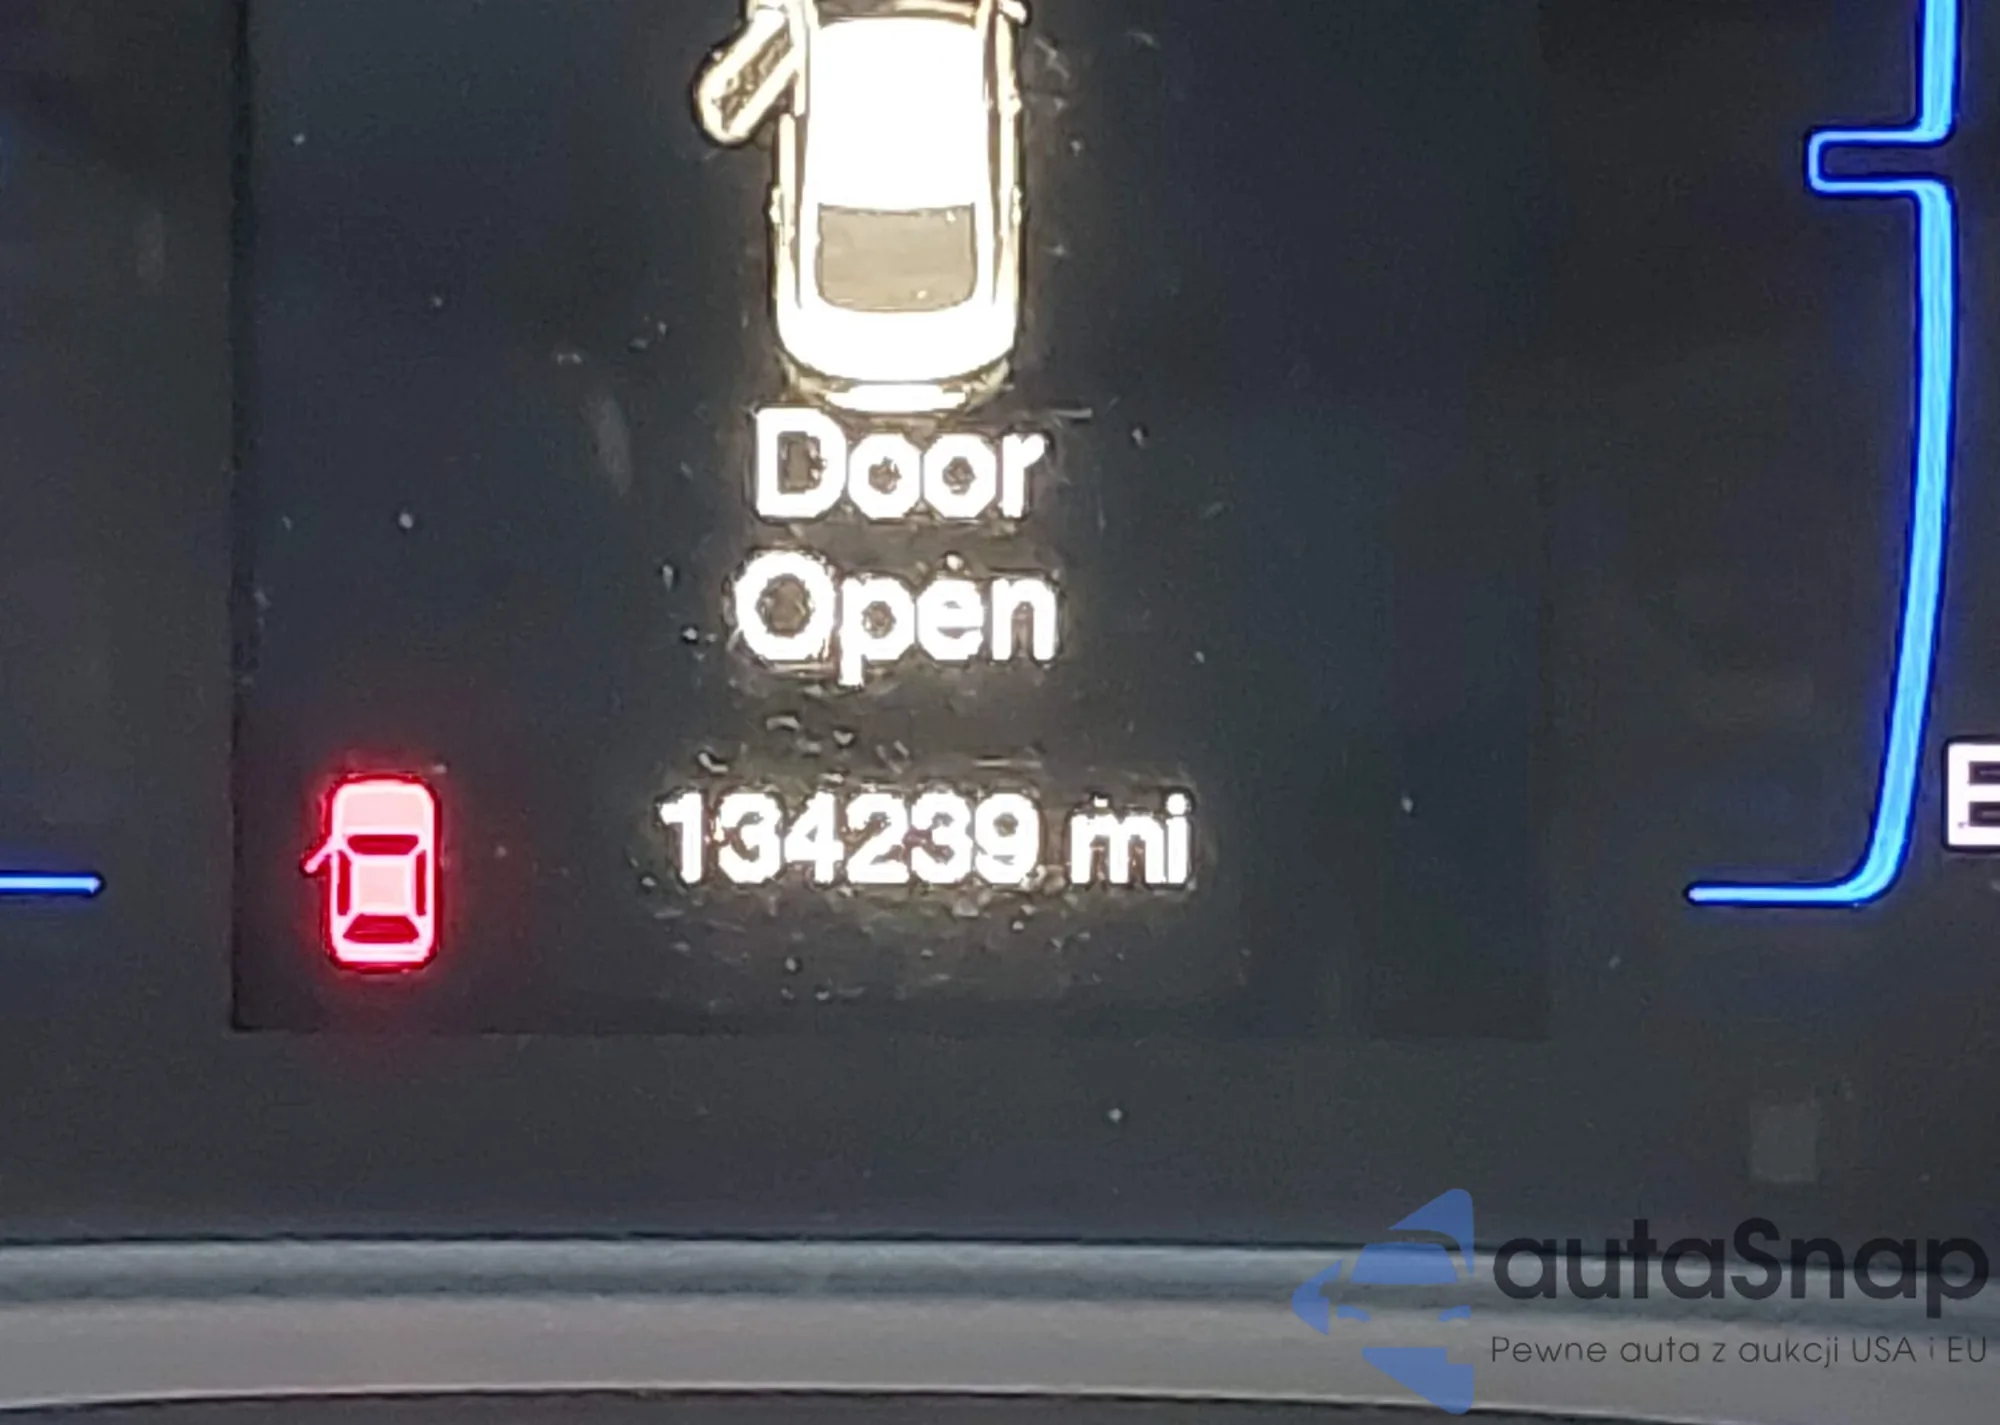 Door
Open
134239 mi
E
autaSnap
Pewne auta z aukcji USA i EU